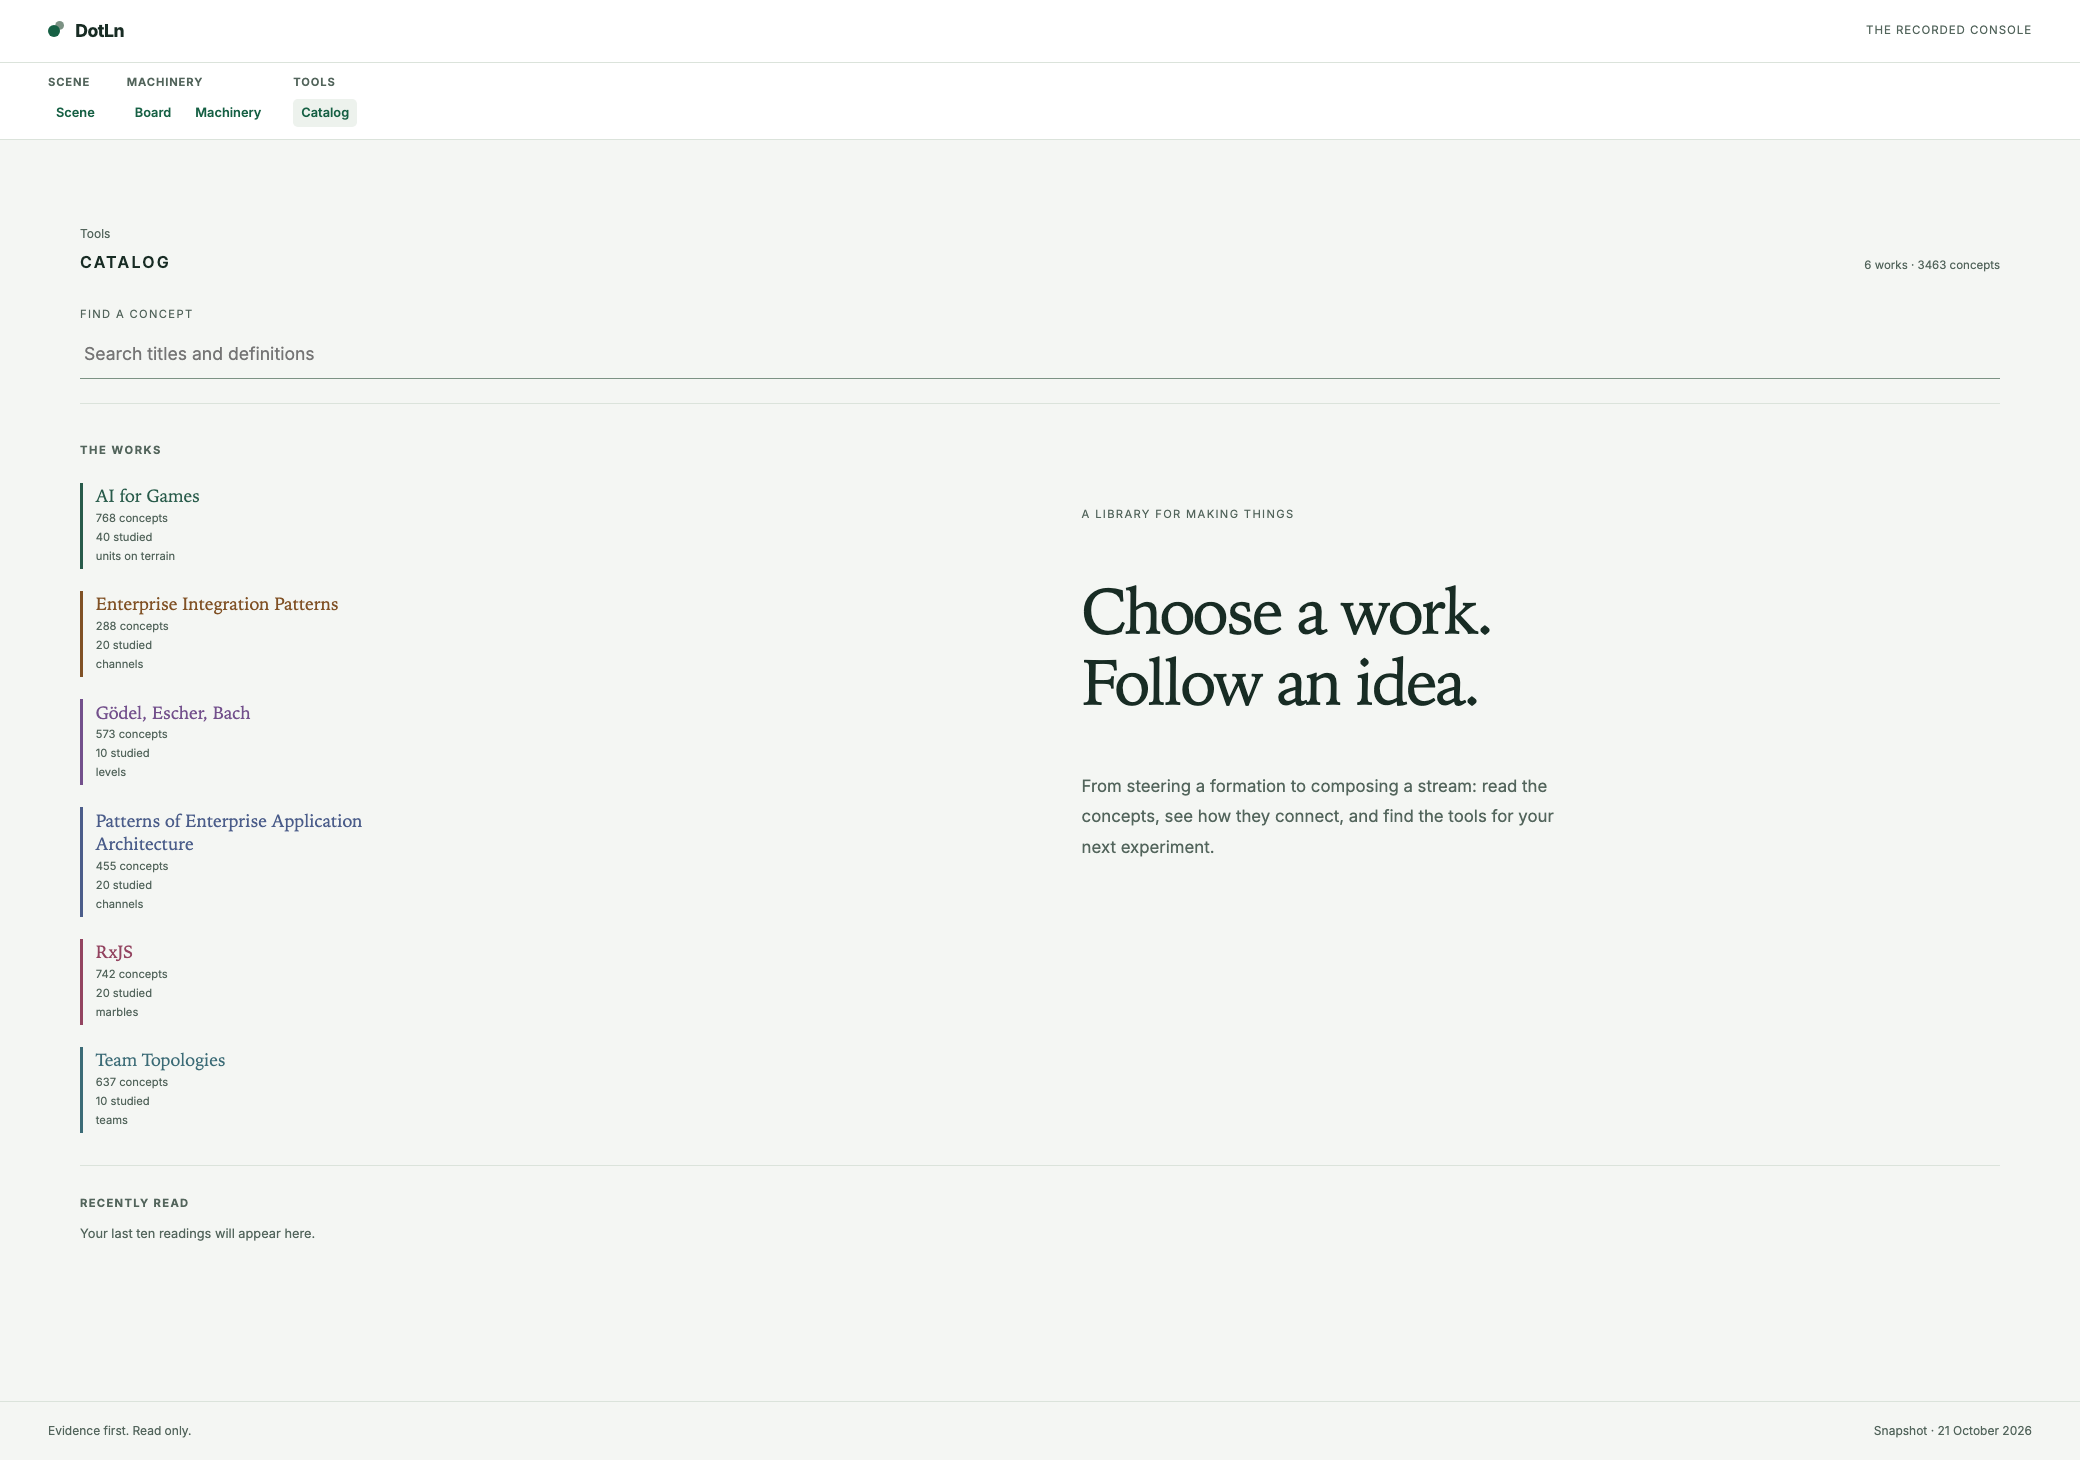 DotLn
THE RECORDED CONSOLE
SCENE
MACHINERY
TOOLS
Scene
Board
Machinery
Catalog
Tools
CATALOG
6 works · 3463 concepts
FIND A CONCEPT
Search titles and definitions
THE WORKS
AI for Games
768 concepts
40 studied
units on terrain
Enterprise Integration Patterns
288 concepts
20 studied
channels
Gödel, Escher, Bach
573 concepts
10 studied
levels
Patterns of Enterprise Application
Architecture
455 concepts
20 studied
channels
RxJS
742 concepts
20 studied
marbles
Team Topologies
637 concepts
10 studied
teams
A LIBRARY FOR MAKING THINGS
Choose a work.
Follow an idea.
From steering a formation to composing a stream: read the
concepts, see how they connect, and find the tools for your
next experiment.
RECENTLY READ
Your last ten readings will appear here.
Evidence first. Read only.
Snapshot · 21 October 2026